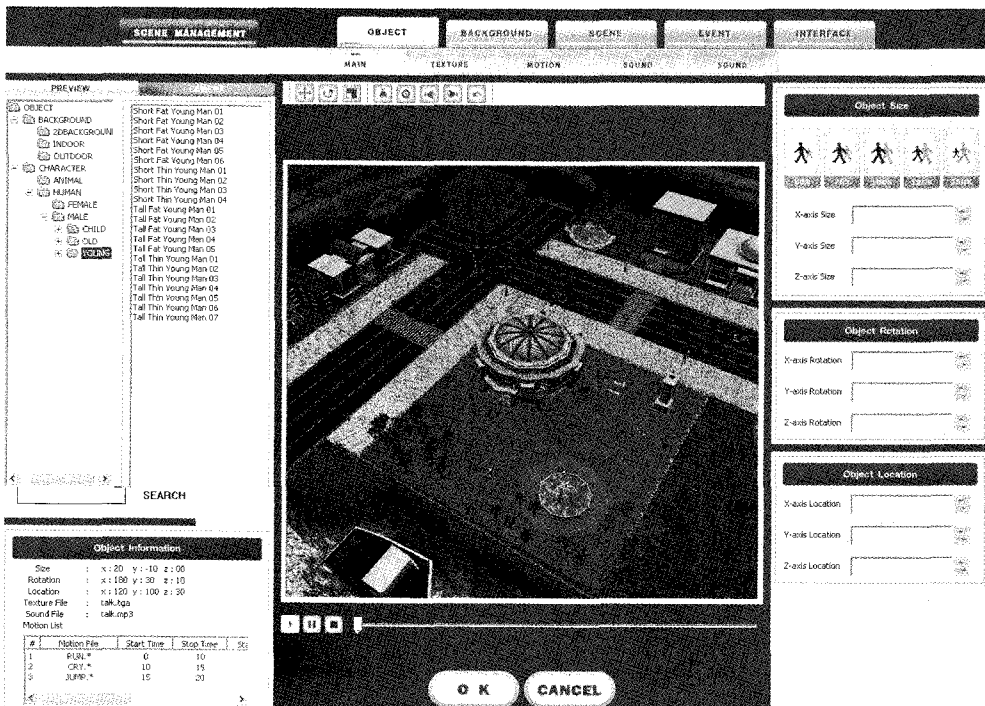 SCENE MANAGEMENT
OBJECT
BACKGROUND
SCENE
EVENT
INTERFACE
MAIN
TEXTURE
MOTION
SOUND
SOUND
PREVIEW
OBJECT
BACKGROUND
2DBACKGROUNI
INDOOR
OUTDOOR
CHARACTER
ANIMAL
HUMAN
FEMALE
MALE
CHILD
OLD
YOUNG
Short Fat Young Man 01
Short Fat Young Man 02
Short Fat Young Man 03
Short Fat Young Man 04
Short Fat Young Man 05
Short Fat Young Man 06
Short Thin Young Man 01
Short Thin Young Man 02
Short Thin Young Man 03
Short Thin Young Man 04
Tall Fat Young Man 01
Tall Fat Young Man 02
Tall Fat Young Man 03
Tall Fat Young Man 04
Tall Fat Young Man 05
Tall Thin Young Man 01
Tall Thin Young Man 02
Tall Thin Young Man 03
Tall Thin Young Man 04
Tall Thin Young Man 05
Tall Thin Young Man 06
Tall Thin Young Man 07
SEARCH
Object Information
Size : x:20 y:-10 z:00
Rotation : x:180 y:30 z:10
Location : x:120 y:100 z:30
Texture File : talk.tga
Sound File : talk.mp3
Motion List
# Motion File Start Time Stop Time Sta
1 RUN.* 0 10
2 CRY.* 10 15
3 JUMP.* 15 20
OK
CANCEL
Object Size
X-axis Size
Y-axis Size
Z-axis Size
Object Rotation
X-axis Rotation
Y-axis Rotation
Z-axis Rotation
Object Location
X-axis Location
Y-axis Location
Z-axis Location